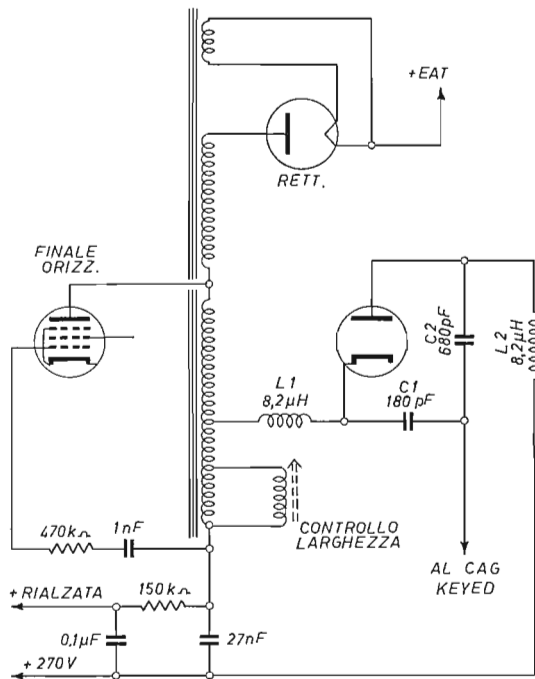 +EAT
RETT.
FINALE
ORIZZ.
C2
680pF
L2
8,2µH
L1
8,2µH
C1
180 pF
470kΩ
1nF
CONTROLLO
LARGHEZZA
AL CAG
KEYED
+ RIALZATA
150kΩ
0,1µF
27nF
+ 270V